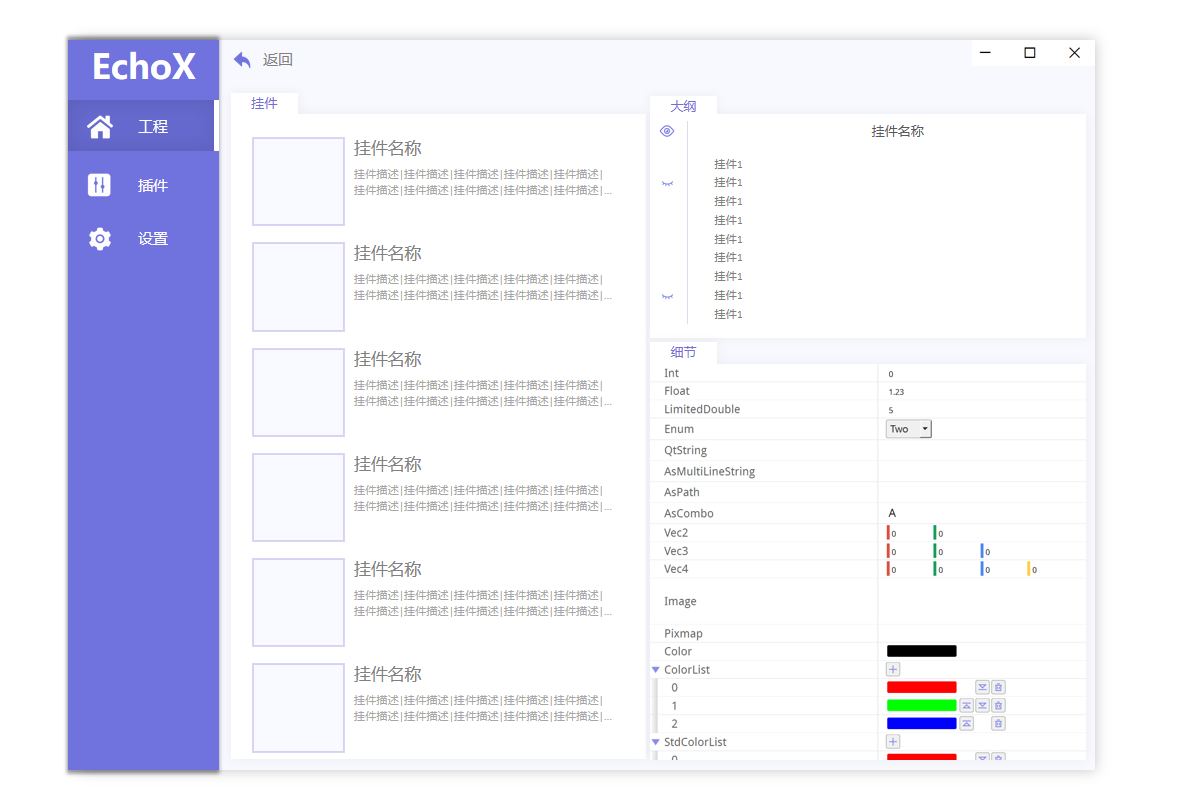 EchoX
工程
插件
设置
返回
挂件
挂件名称
挂件描述|挂件描述|挂件描述|挂件描述|挂件描述|
挂件描述|挂件描述|挂件描述|挂件描述|挂件描述|...
挂件名称
挂件描述|挂件描述|挂件描述|挂件描述|挂件描述|
挂件描述|挂件描述|挂件描述|挂件描述|挂件描述|...
挂件名称
挂件描述|挂件描述|挂件描述|挂件描述|挂件描述|
挂件描述|挂件描述|挂件描述|挂件描述|挂件描述|...
挂件名称
挂件描述|挂件描述|挂件描述|挂件描述|挂件描述|
挂件描述|挂件描述|挂件描述|挂件描述|挂件描述|...
挂件名称
挂件描述|挂件描述|挂件描述|挂件描述|挂件描述|
挂件描述|挂件描述|挂件描述|挂件描述|挂件描述|...
挂件名称
挂件描述|挂件描述|挂件描述|挂件描述|挂件描述|
挂件描述|挂件描述|挂件描述|挂件描述|挂件描述|...
大纲
挂件名称
挂件1
挂件1
挂件1
挂件1
挂件1
挂件1
挂件1
挂件1
挂件1
细节
Int 0
Float 1.23
LimitedDouble 5
Enum Two
QtString
AsMultiLineString
AsPath
AsCombo A
Vec2 0 0
Vec3 0 0 0
Vec4 0 0 0 0
Image
Pixmap
Color
ColorList
0
1
2
StdColorList
0